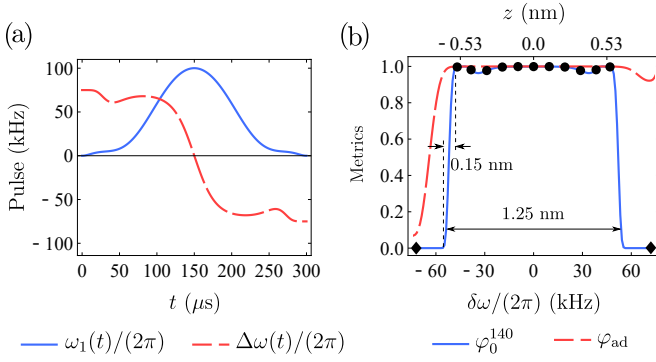 (a)
Pulse (kHz)
100
50
0
- 50
- 100
0 50 100 150 200 250 300
t (μs)
ω₁(t)/(2π) Δω(t)/(2π)
(b)
z (nm)
- 0.53 0.0 0.53
Metrics
1.0
0.8
0.6
0.4
0.2
0.0
0.15 nm
1.25 nm
- 60 - 30 0 30 60
δω/(2π) (kHz)
φ₀¹⁴⁰ φ_ad